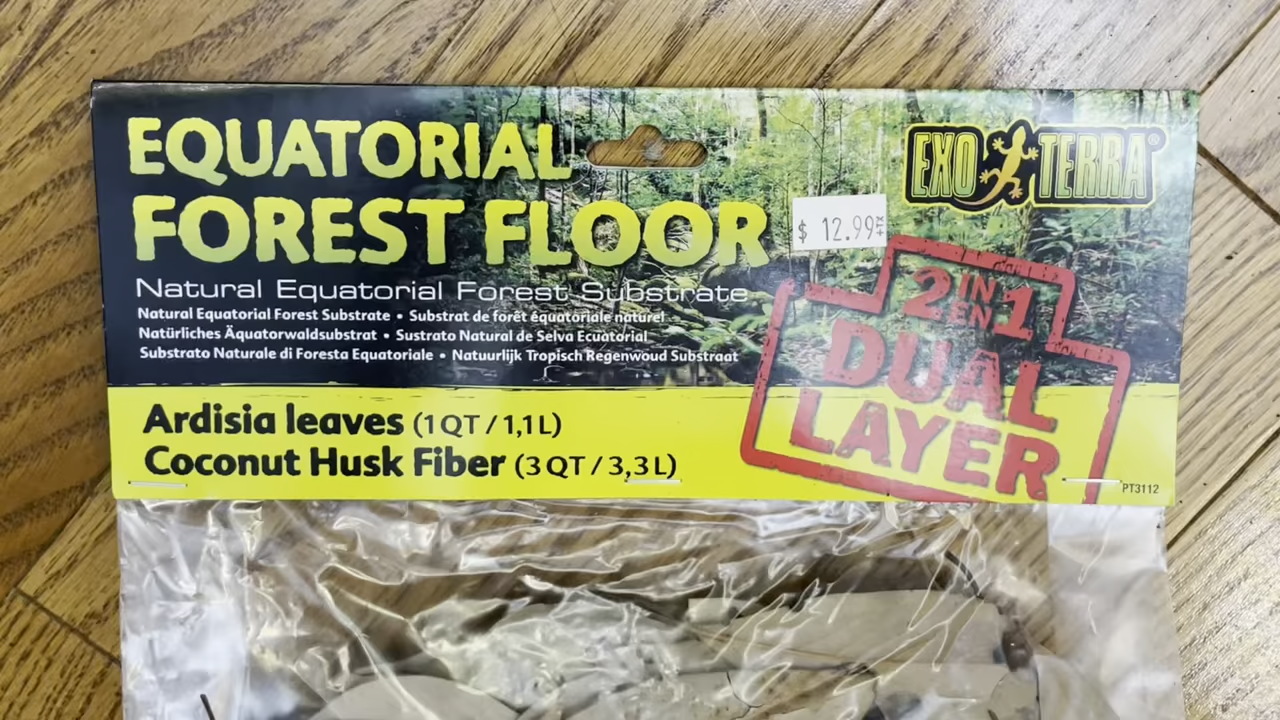 EQUATORIAL
FOREST FLOOR
EXO TERRA®
$ 12.99
Natural Equatorial Forest Substrate
Natural Equatorial Forest Substrate • Substrat de forêt équatoriale naturel
Natürliches Äquatorwaldsubstrat • Sustrato Natural de Selva Ecuatorial
Substrato Naturale di Foresta Equatoriale • Natuurlijk Tropisch Regenwoud Substraat
2 IN EN 1
DUAL
LAYER
Ardisia leaves (1 QT / 1,1 L)
Coconut Husk Fiber (3 QT / 3,3 L)
PT3112